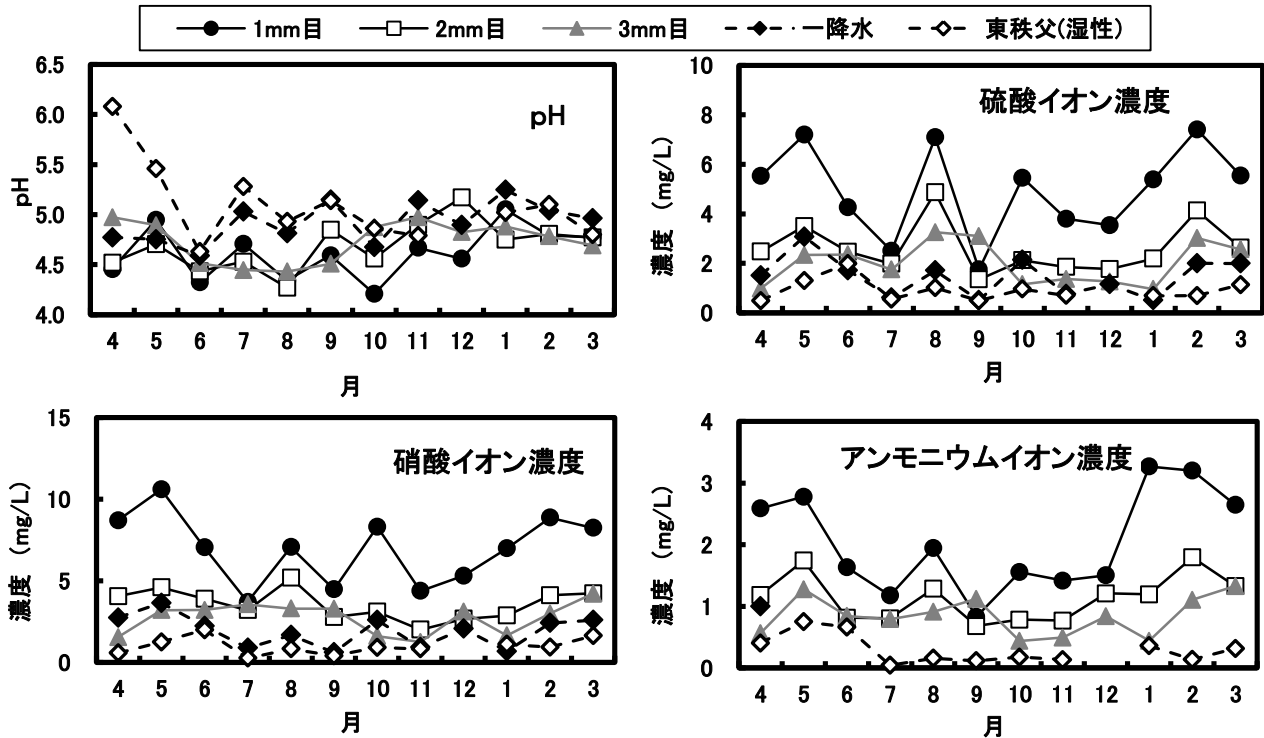 1mm目 2mm目 3mm目 一降水 東秩父(湿性)
pH
pH
6.5
5.5
6.0
5.0
4.5
4.0
4 5 6 7 8 9 10 11 12 1 2 3
月
硫酸イオン濃度
濃度 (mg/L)
10
8
6
4
2
0
4 5 6 7 8 9 10 11 12 1 2 3
月
硝酸イオン濃度
濃度 (mg/L)
15
10
5
0
4 5 6 7 8 9 10 11 12 1 2 3
月
アンモニウムイオン濃度
濃度 (mg/L)
4
3
2
1
0
4 5 6 7 8 9 10 11 12 1 2 3
月